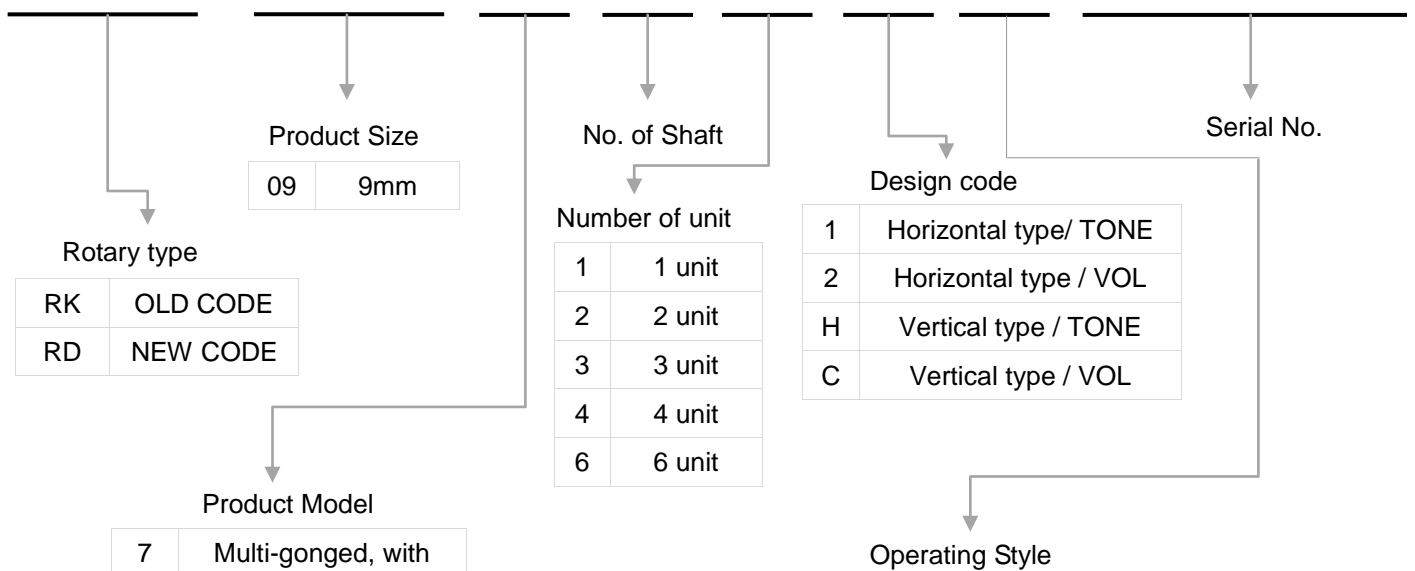 Product Size
09 9mm
No. of Shaft
Serial No.
Rotary type
RK OLD CODE
RD NEW CODE
Number of unit
1 1 unit
2 2 unit
3 3 unit
4 4 unit
6 6 unit
Design code
1 Horizontal type/ TONE
2 Horizontal type / VOL
H Vertical type / TONE
C Vertical type / VOL
Product Model
7 Multi-gonged, with
Operating Style